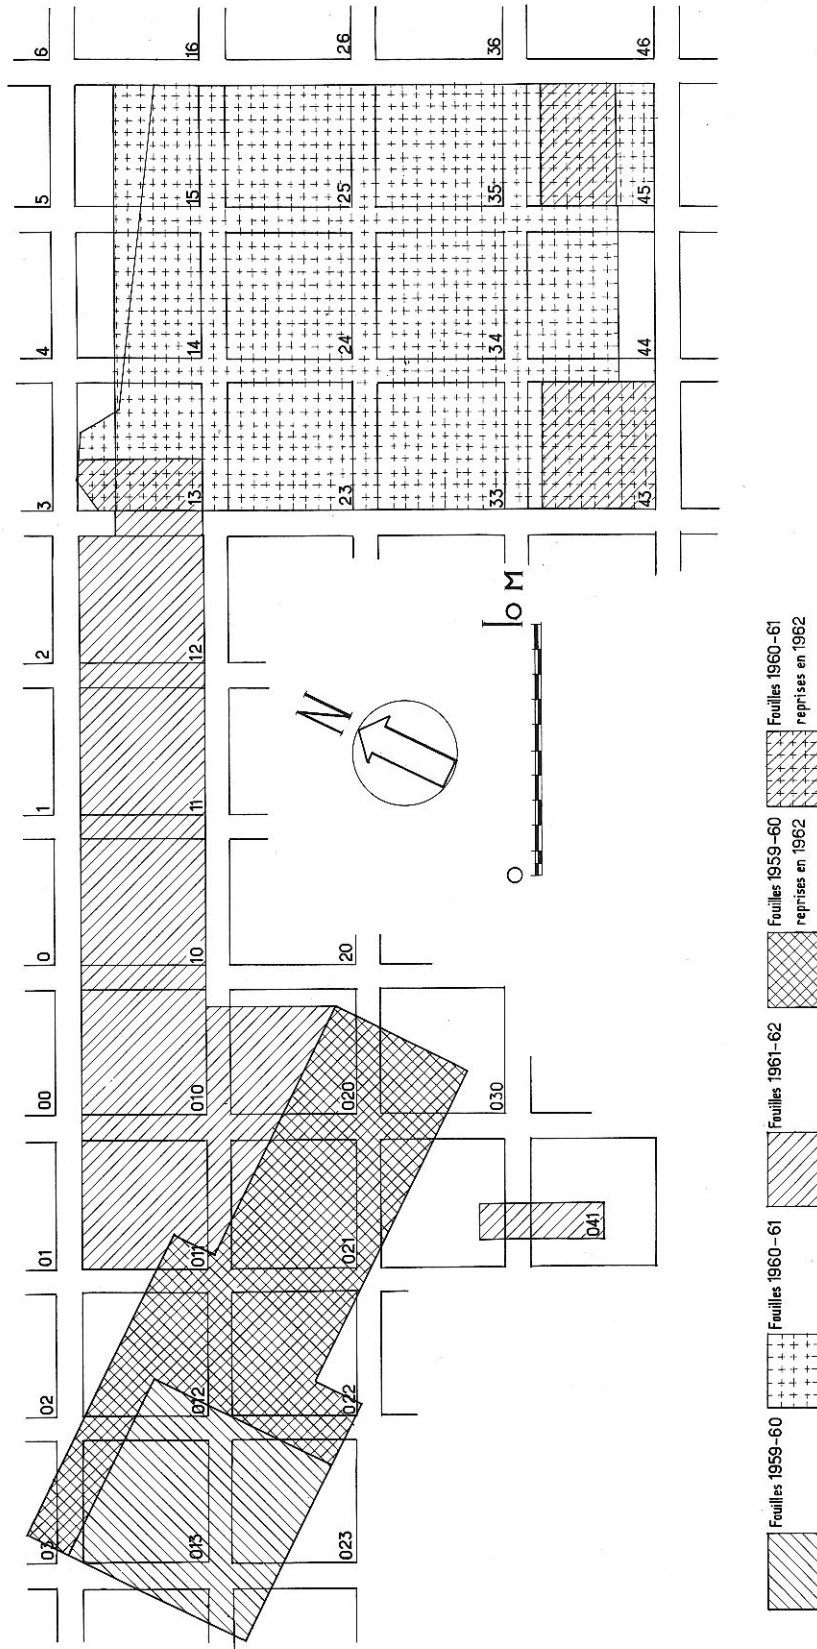 03 02 01 00 0 1 2 3 4 5 6
013 012 011 010 10 11 12 13 14 15 16
N
023 022 021 020 20 23 24 25 26
030 33 34 35 36
0 10 M
041
43 44 45 46
Fouilles 1959-60
Fouilles 1960-61
Fouilles 1961-62
Fouilles 1959-60
reprises en 1962
Fouilles 1960-61
reprises en 1962